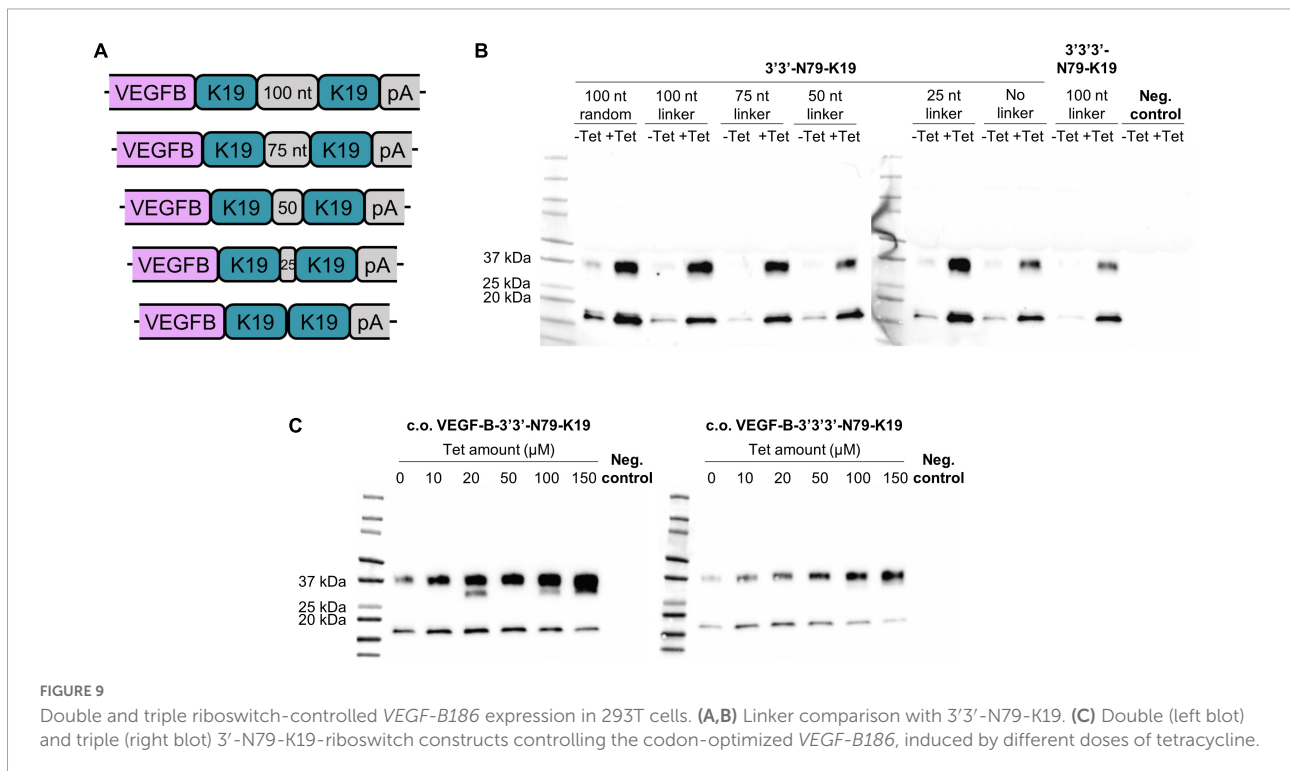 A
VEGFB K19 100 nt K19 pA
VEGFB K19 75 nt K19 pA
VEGFB K19 50 K19 pA
VEGFB K19 25 K19 pA
VEGFB K19 K19 pA
B
3'3'-N79-K19
3'3'3'-
N79-K19
100 nt 100 nt 75 nt 50 nt 25 nt No 100 nt Neg.
random linker linker linker linker linker linker control
-Tet +Tet -Tet +Tet -Tet +Tet -Tet +Tet -Tet +Tet -Tet +Tet -Tet +Tet -Tet +Tet
37 kDa
25 kDa
20 kDa
C
c.o. VEGF-B-3'3'-N79-K19 c.o. VEGF-B-3'3'3'-N79-K19
Tet amount (µM) Neg. Tet amount (µM) Neg.
0 10 20 50 100 150 control 0 10 20 50 100 150 control
37 kDa
25 kDa
20 kDa
FIGURE 9
Double and triple riboswitch-controlled VEGF-B186 expression in 293T cells. (A,B) Linker comparison with 3′3′-N79-K19. (C) Double (left blot)
and triple (right blot) 3′-N79-K19-riboswitch constructs controlling the codon-optimized VEGF-B186, induced by different doses of tetracycline.